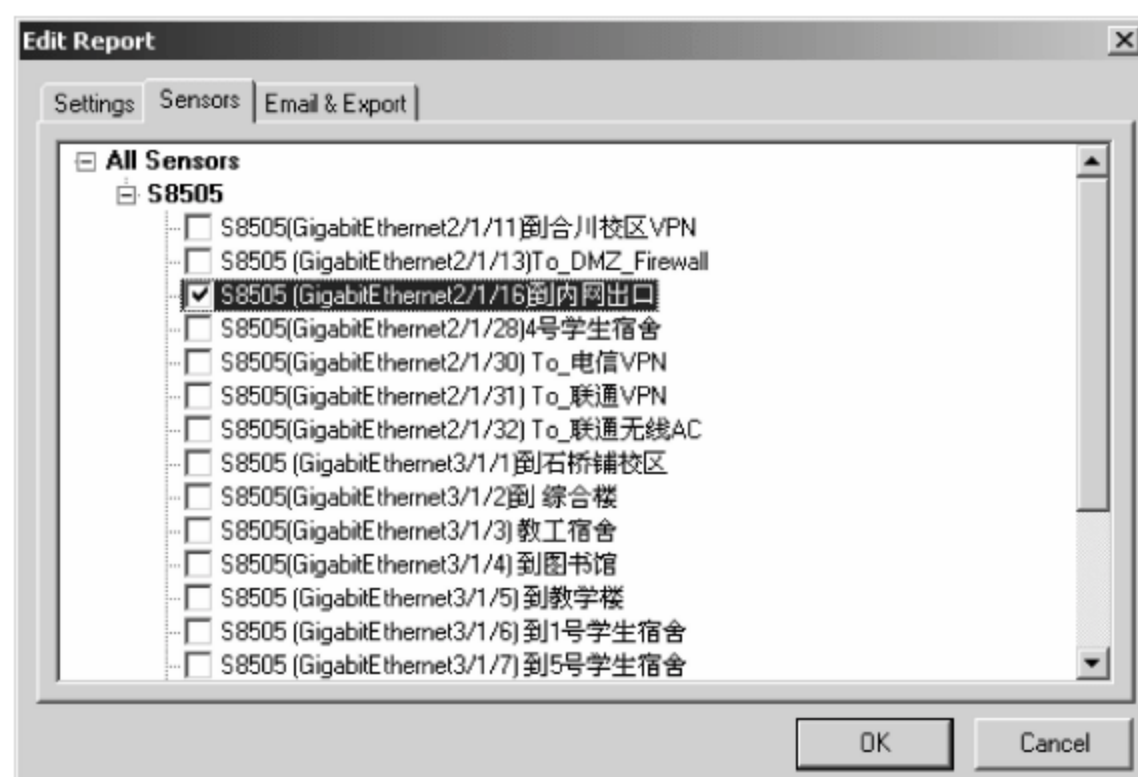 Edit Report
Settings Sensors Email & Export
All Sensors
S8505
S8505(GigabitEthernet2/1/11)到合川校区VPN
S8505 (GigabitEthernet2/1/13)To_DMZ_Firewall
S8505 (GigabitEthernet2/1/16)到内网出口
S8505(GigabitEthernet2/1/28)4号学生宿舍
S8505(GigabitEthernet2/1/30) To_电信VPN
S8505(GigabitEthernet2/1/31) To_联通VPN
S8505(GigabitEthernet2/1/32) To_联通无线AC
S8505 (GigabitEthernet3/1/1)到石桥铺校区
S8505(GigabitEthernet3/1/2)到 综合楼
S8505(GigabitEthernet3/1/3) 教工宿舍
S8505(GigabitEthernet3/1/4) 到图书馆
S8505 (GigabitEthernet3/1/5) 到教学楼
S8505 (GigabitEthernet3/1/6) 到1号学生宿舍
S8505 (GigabitEthernet3/1/7) 到5号学生宿舍
OK Cancel